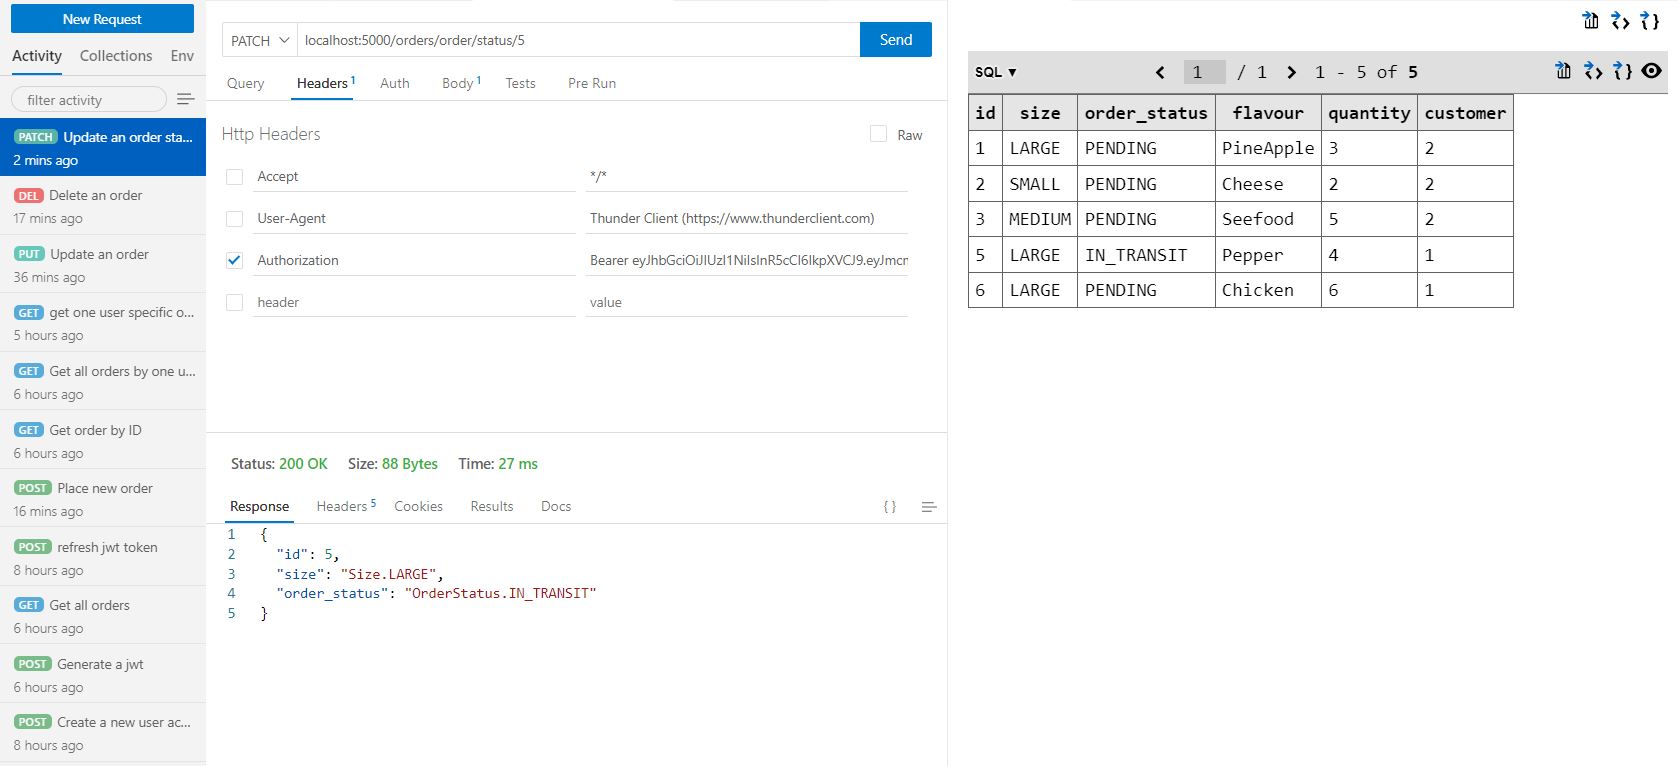 New Request
Activity Collections Env
filter activity
PATCH Update an order sta...
2 mins ago
DEL Delete an order
17 mins ago
PUT Update an order
36 mins ago
GET get one user specific o...
5 hours ago
GET Get all orders by one u...
6 hours ago
GET Get order by ID
6 hours ago
POST Place new order
16 mins ago
POST refresh jwt token
8 hours ago
GET Get all orders
6 hours ago
POST Generate a jwt
6 hours ago
POST Create a new user ac...
8 hours ago
PATCH localhost:5000/orders/order/status/5 Send
Query Headers 1 Auth Body 1 Tests Pre Run
Http Headers Raw
Accept */*
User-Agent Thunder Client (https://www.thunderclient.com)
Authorization Bearer
header value
Status: 200 OK Size: 88 Bytes Time: 27 ms
Response Headers 5 Cookies Results Docs { }
1 {
2 "id": 5,
3 "size": "Size.LARGE",
4 "order_status": "OrderStatus.IN_TRANSIT"
5 }
SQL ▼ < 1 / 1 > 1 - 5 of 5
id size order_status flavour quantity customer
1 LARGE PENDING PineApple 3 2
2 SMALL PENDING Cheese 2 2
3 MEDIUM PENDING Seefood 5 2
5 LARGE IN_TRANSIT Pepper 4 1
6 LARGE PENDING Chicken 6 1